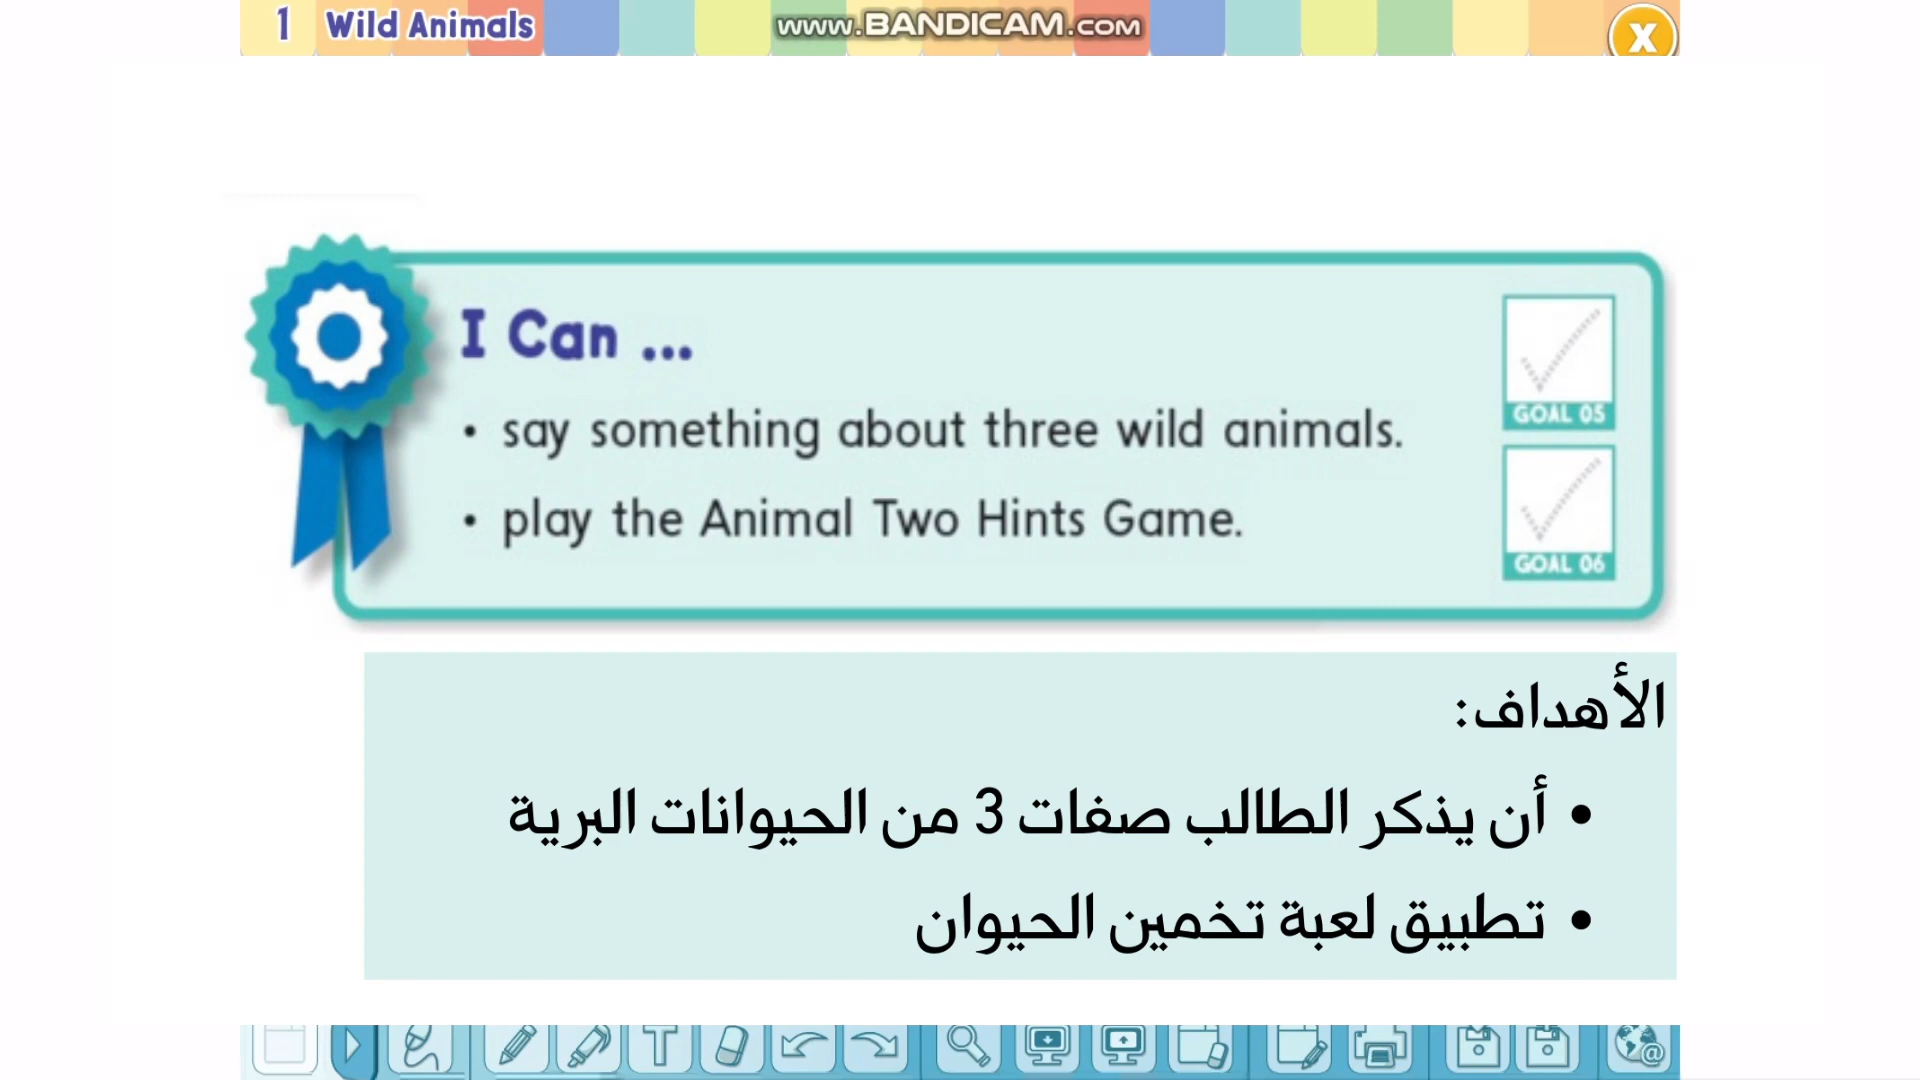 1 Wild Animals
www.BANDICAM.com
X
I Can ...
• say something about three wild animals.
GOAL 05
• play the Animal Two Hints Game.
GOAL 06
الأهداف:
• أن يذكر الطالب صفات 3 من الحيوانات البرية
• تطبيق لعبة تخمين الحيوان
T
@